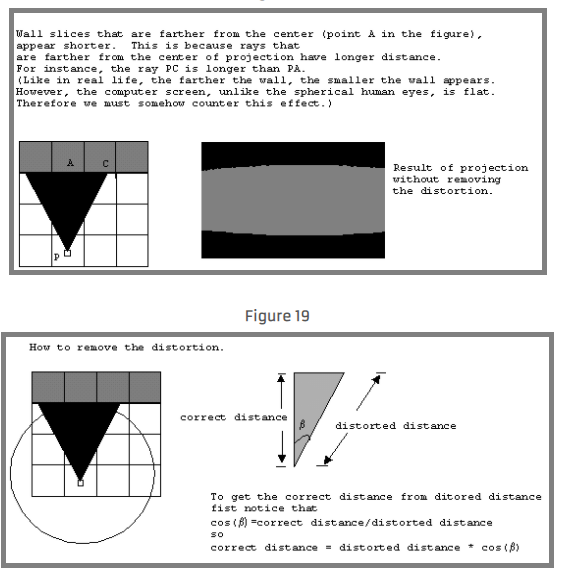 Wall slices that are farther from the center (point A in the figure),
appear shorter. This is because rays that
are farther from the center of projection have longer distance.
For instance, the ray PC is longer than PA.
(Like in real life, the farther the wall, the smaller the wall appears.
However, the computer screen, unlike the spherical human eyes, is flat.
Therefore we must somehow counter this effect.)
A C
P
Result of projection
without removing
the distortion.
Figure 19
How to remove the distortion.
correct distance
β
distorted distance
To get the correct distance from ditored distance
fist notice that
cos(β)=correct distance/distorted distance
so
correct distance = distorted distance * cos(β)